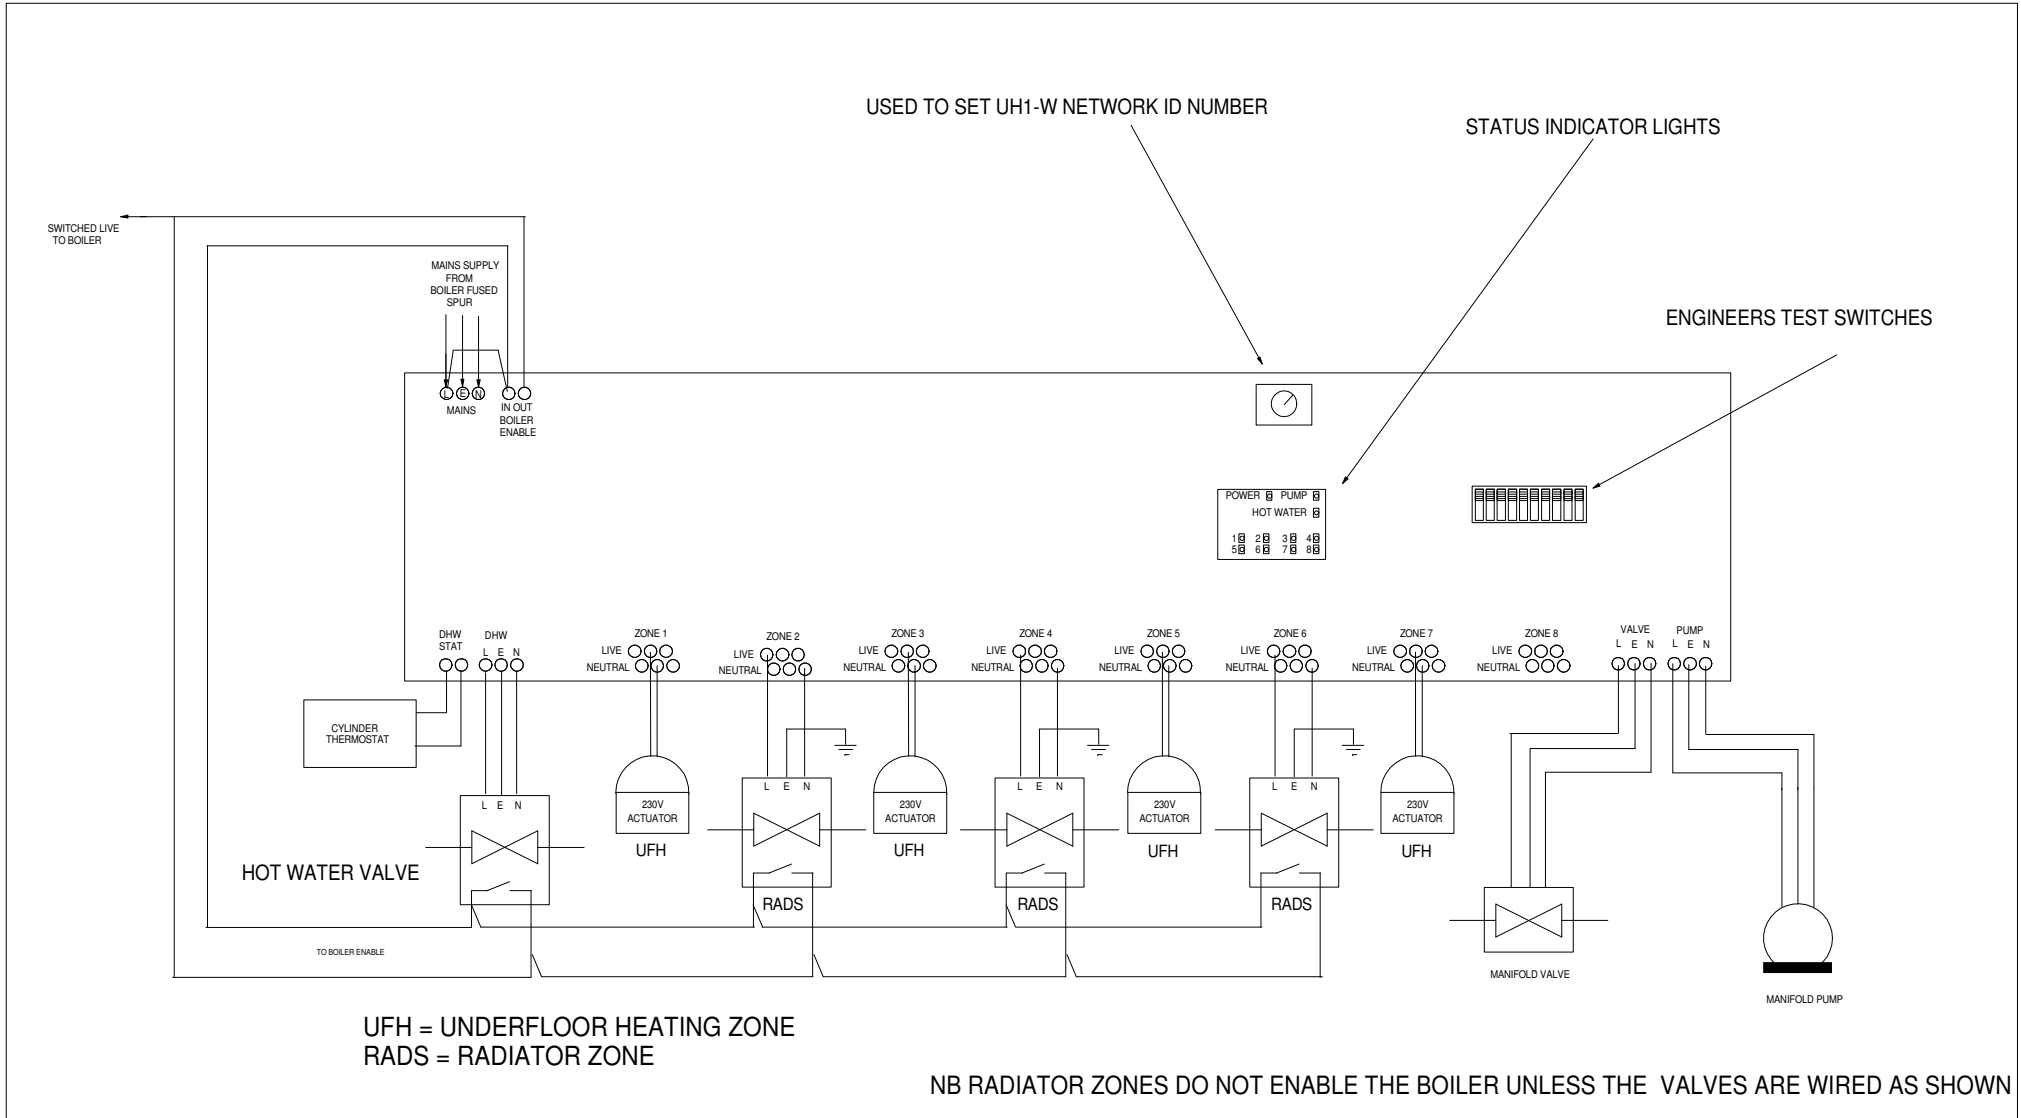 USED TO SET UH1-W NETWORK ID NUMBER
STATUS INDICATOR LIGHTS
SWITCHED LIVE
TO BOILER
MAINS SUPPLY
FROM
BOILER FUSED
SPUR
ENGINEERS TEST SWITCHES
L E N
MAINS
IN OUT
BOILER
ENABLE
POWER PUMP
HOT WATER
1 2 3 4
5 6 7 8
DHW
STAT
DHW
L E N
ZONE 1
LIVE
NEUTRAL
ZONE 2
LIVE
NEUTRAL
ZONE 3
LIVE
NEUTRAL
ZONE 4
LIVE
NEUTRAL
ZONE 5
LIVE
NEUTRAL
ZONE 6
LIVE
NEUTRAL
ZONE 7
LIVE
NEUTRAL
ZONE 8
LIVE
NEUTRAL
VALVE
L E N
PUMP
L E N
CYLINDER
THERMOSTAT
L E N
HOT WATER VALVE
230V
ACTUATOR
UFH
L E N
RADS
230V
ACTUATOR
UFH
L E N
RADS
230V
ACTUATOR
UFH
L E N
RADS
230V
ACTUATOR
UFH
MANIFOLD VALVE
MANIFOLD PUMP
TO BOILER ENABLE
UFH = UNDERFLOOR HEATING ZONE
RADS = RADIATOR ZONE
NB RADIATOR ZONES DO NOT ENABLE THE BOILER UNLESS THE VALVES ARE WIRED AS SHOWN